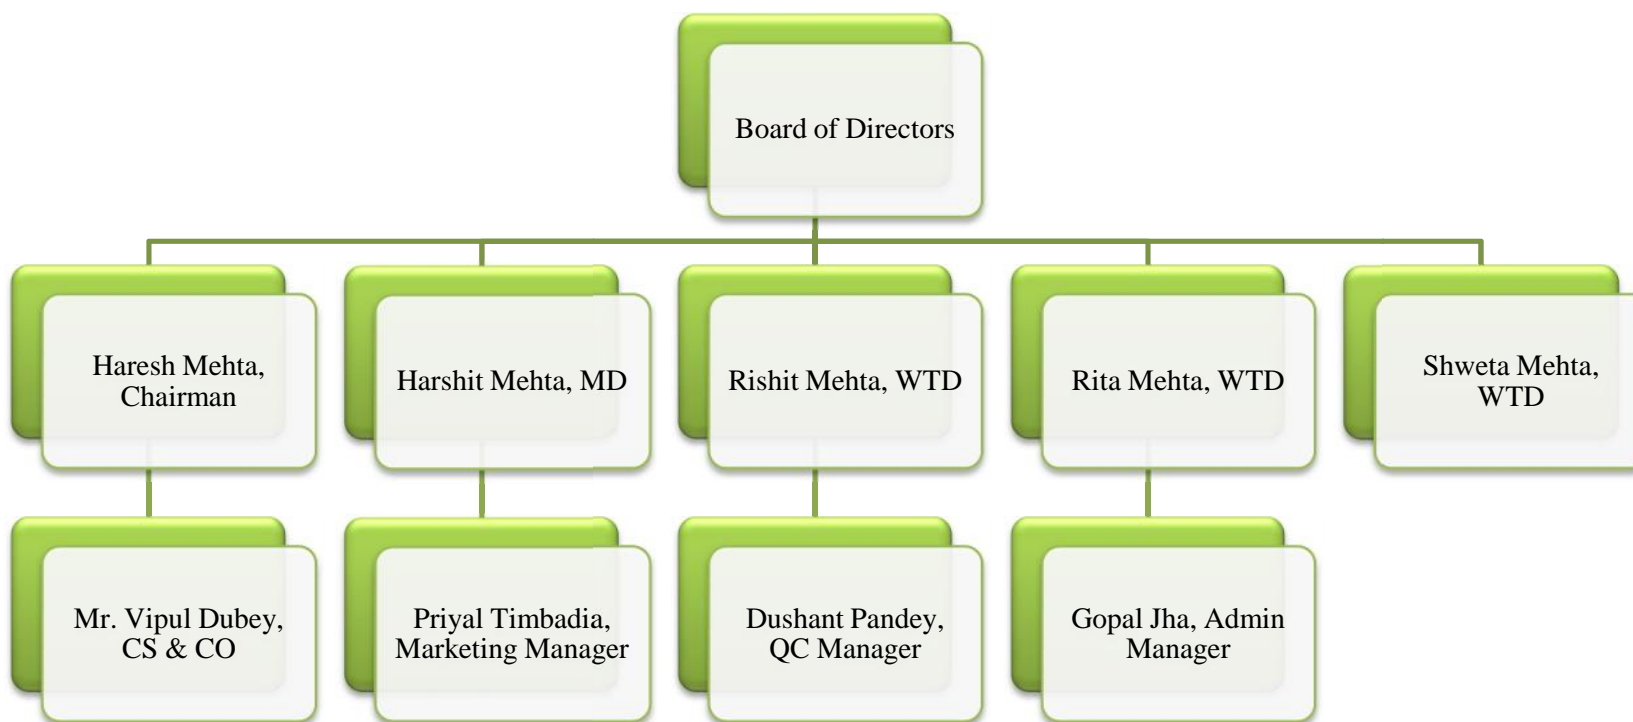 Board of Directors
Haresh Mehta,
Chairman
Harshit Mehta, MD
Rishit Mehta, WTD
Rita Mehta, WTD
Shweta Mehta,
WTD
Mr. Vipul Dubey,
CS & CO
Priyal Timbadia,
Marketing Manager
Dushant Pandey,
QC Manager
Gopal Jha, Admin
Manager